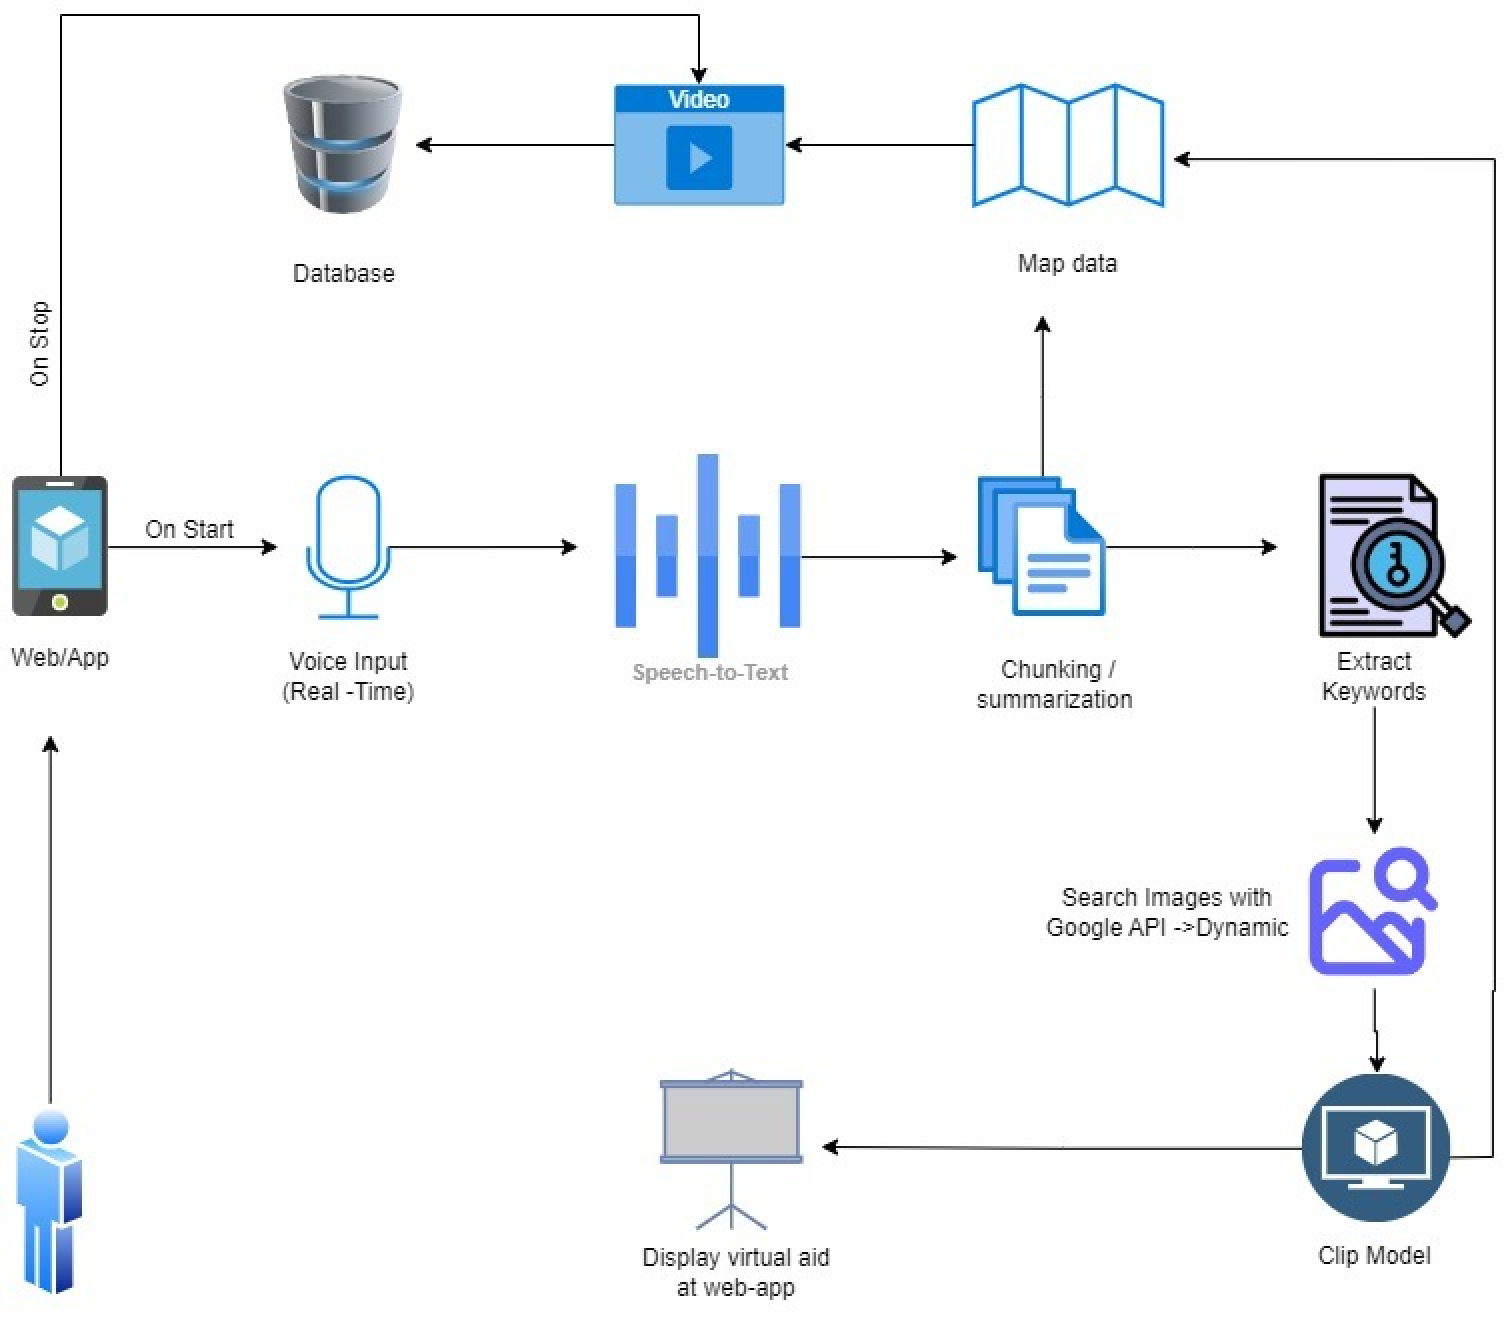 Video
Database
Map data
On Stop
On Start
Web/App
Voice Input
(Real -Time)
Speech-to-Text
Chunking /
summarization
Extract
Keywords
Search Images with
Google API ->Dynamic
Display virtual aid
at web-app
Clip Model